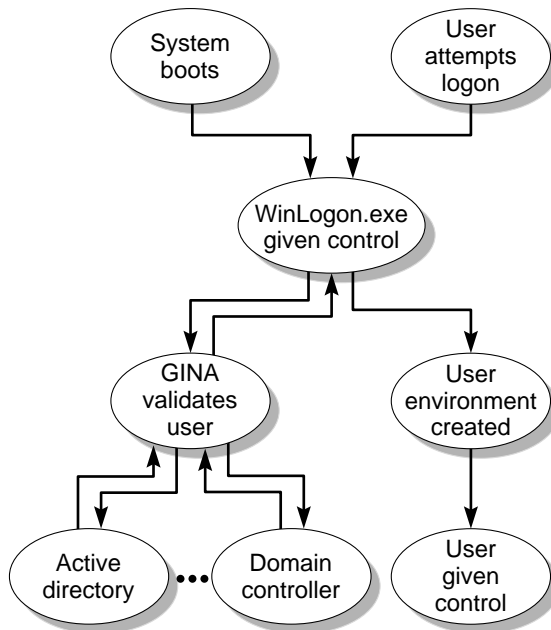 System
boots
User
attempts
logon
WinLogon.exe
given control
GINA
validates
user
User
environment
created
Active
directory
Domain
controller
User
given
control